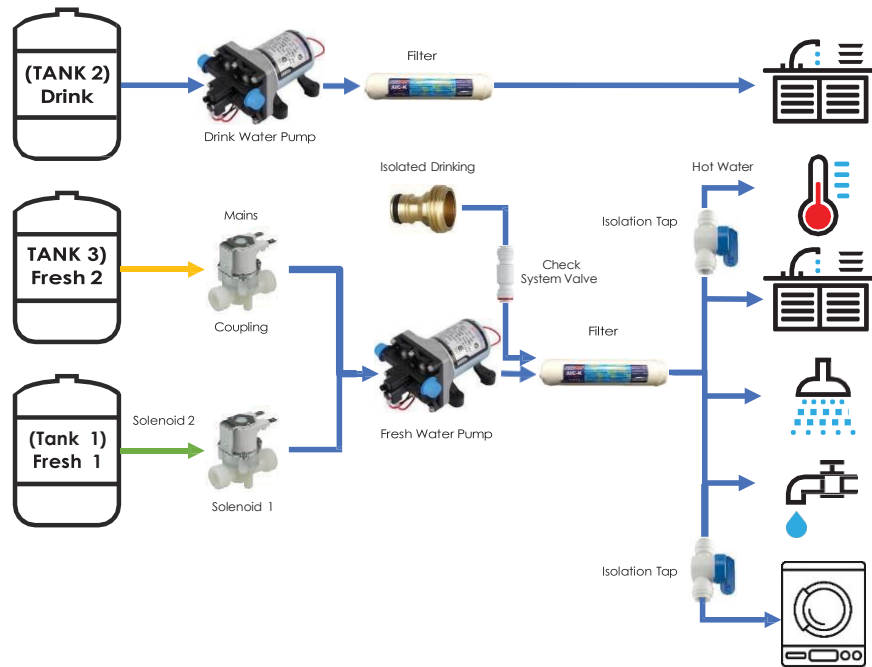 (TANK 2)
Drink
Drink Water Pump
Filter
Isolated Drinking
Hot Water
Isolation Tap
TANK 3)
Fresh 2
Mains
Coupling
Check
System Valve
Filter
Fresh Water Pump
(Tank 1)
Fresh 1
Solenoid 2
Solenoid 1
Isolation Tap